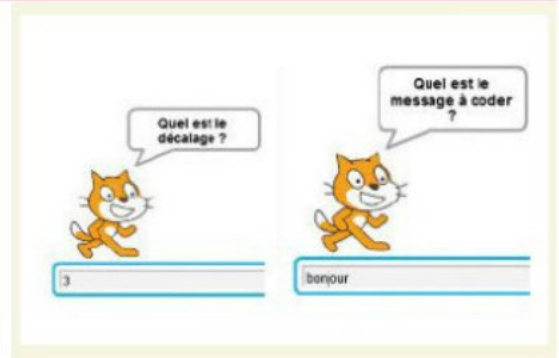 Quel est le
décalage ?
3
Quel est le
message à coder
?
bonjour